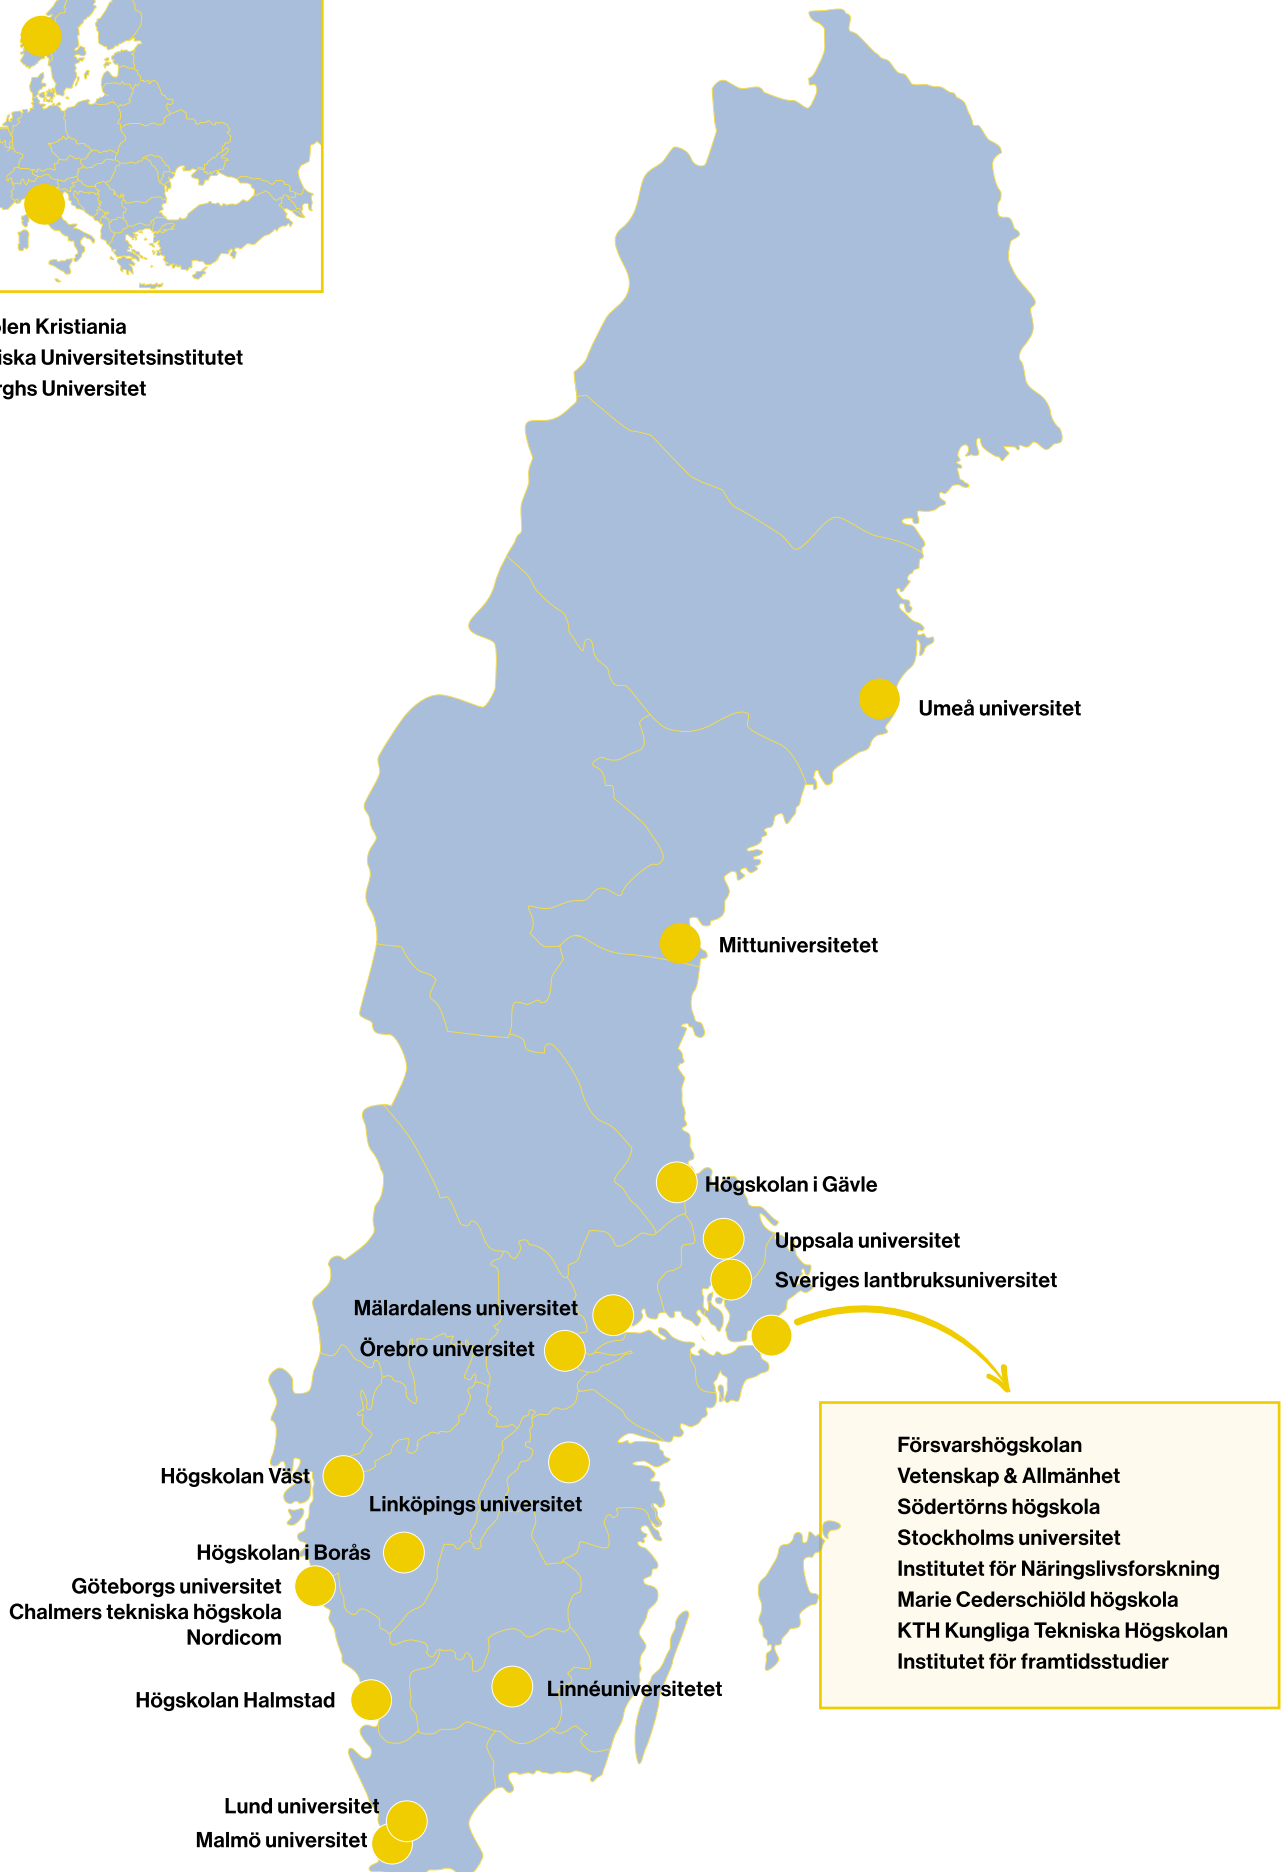 len Kristiania
iska Universitetsinstitutet
rghs Universitet
Umeå universitet
Mittuniversitetet
Högskolan i Gävle
Uppsala universitet
Sveriges lantbruksuniversitet
Mälardalens universitet
Örebro universitet
Försvarshögskolan
Vetenskap & Allmänhet
Södertörns högskola
Stockholms universitet
Institutet för Näringslivsforskning
Marie Cederschiöld högskola
KTH Kungliga Tekniska Högskolan
Institutet för framtidsstudier
Högskolan Väst
Linköpings universitet
Högskolan i Borås
Göteborgs universitet
Chalmers tekniska högskola
Nordicom
Linnéuniversitetet
Högskolan Halmstad
Lund universitet
Malmö universitet